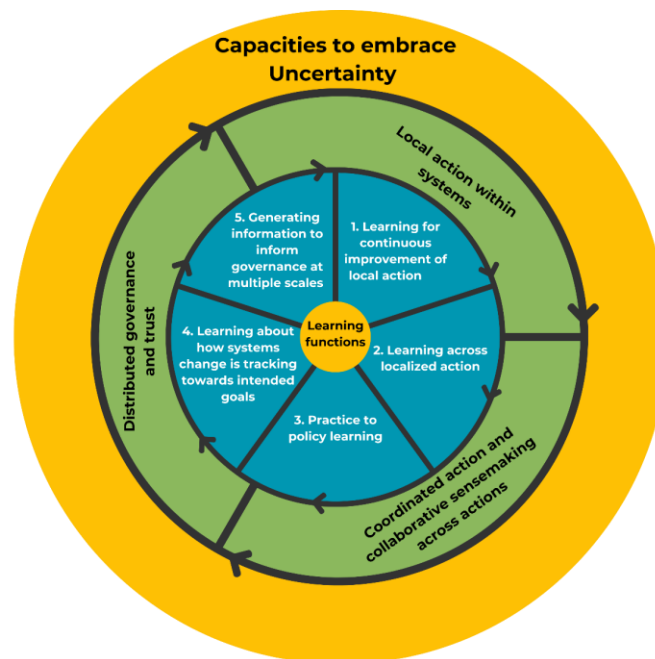 Capacities to embrace
Uncertainty
Local action within
systems
5. Generating
information to
inform
governance at
multiple scales
1. Learning for
continuous
improvement of
local action
Distributed governance
and trust
Learning
functions
4. Learning about
how systems
change is tracking
towards intended
goals
2. Learning across
localized action
3. Practice to
policy learning
Coordinated action and
collaborative sensemaking
across actions